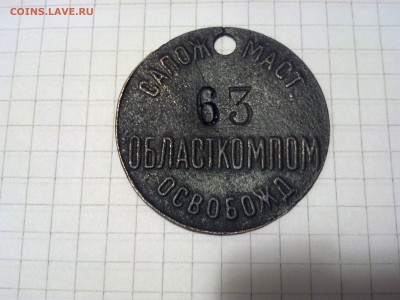 COINS.LAVE.RU
САПОЖ. МАСТ.
63
ОБЛАСТКОМПОМ
ОСВОБОЖД.